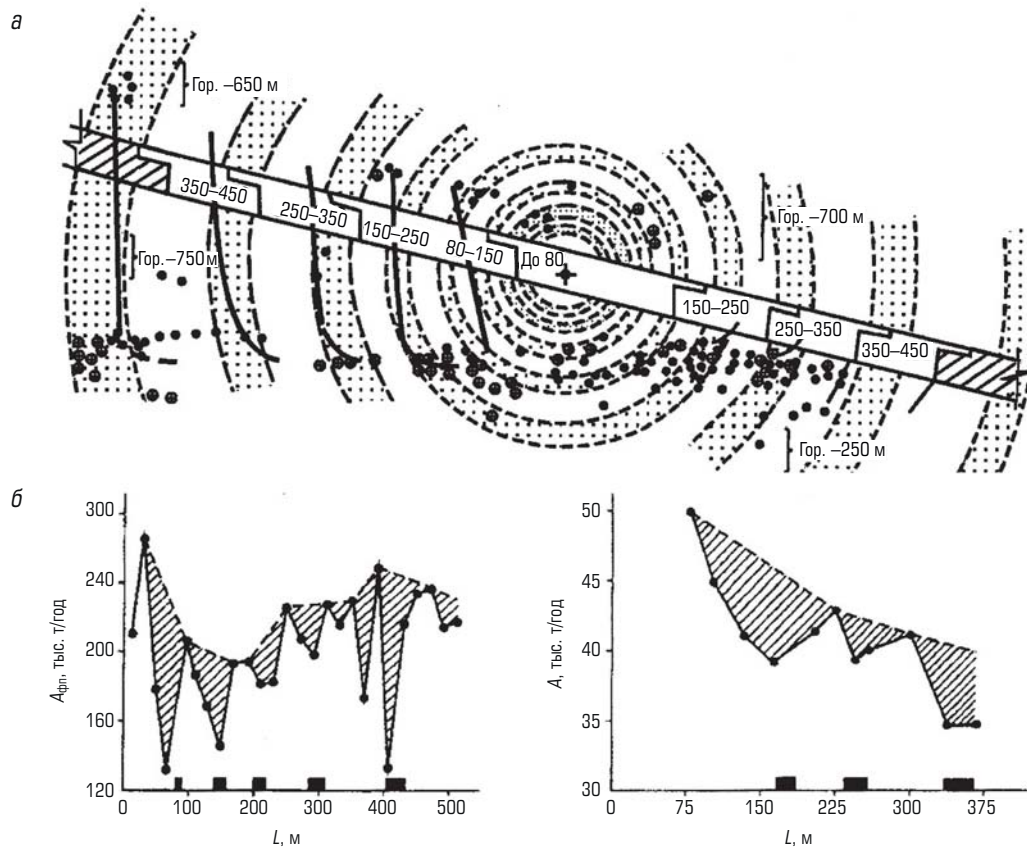 а
Гор. –650 м
350–450
250–350
150–250
80–150
До 80
Гор. –700 м
Гор.–750 м
150–250
250–350
350–450
Гор. –250 м
б
300
240
200
160
120
0
100
200
300
400
500
Aфп, тыс. т/год
L, м
50
45
40
35
30
0
75
150
225
300
375
A, тыс. т/год
L, м